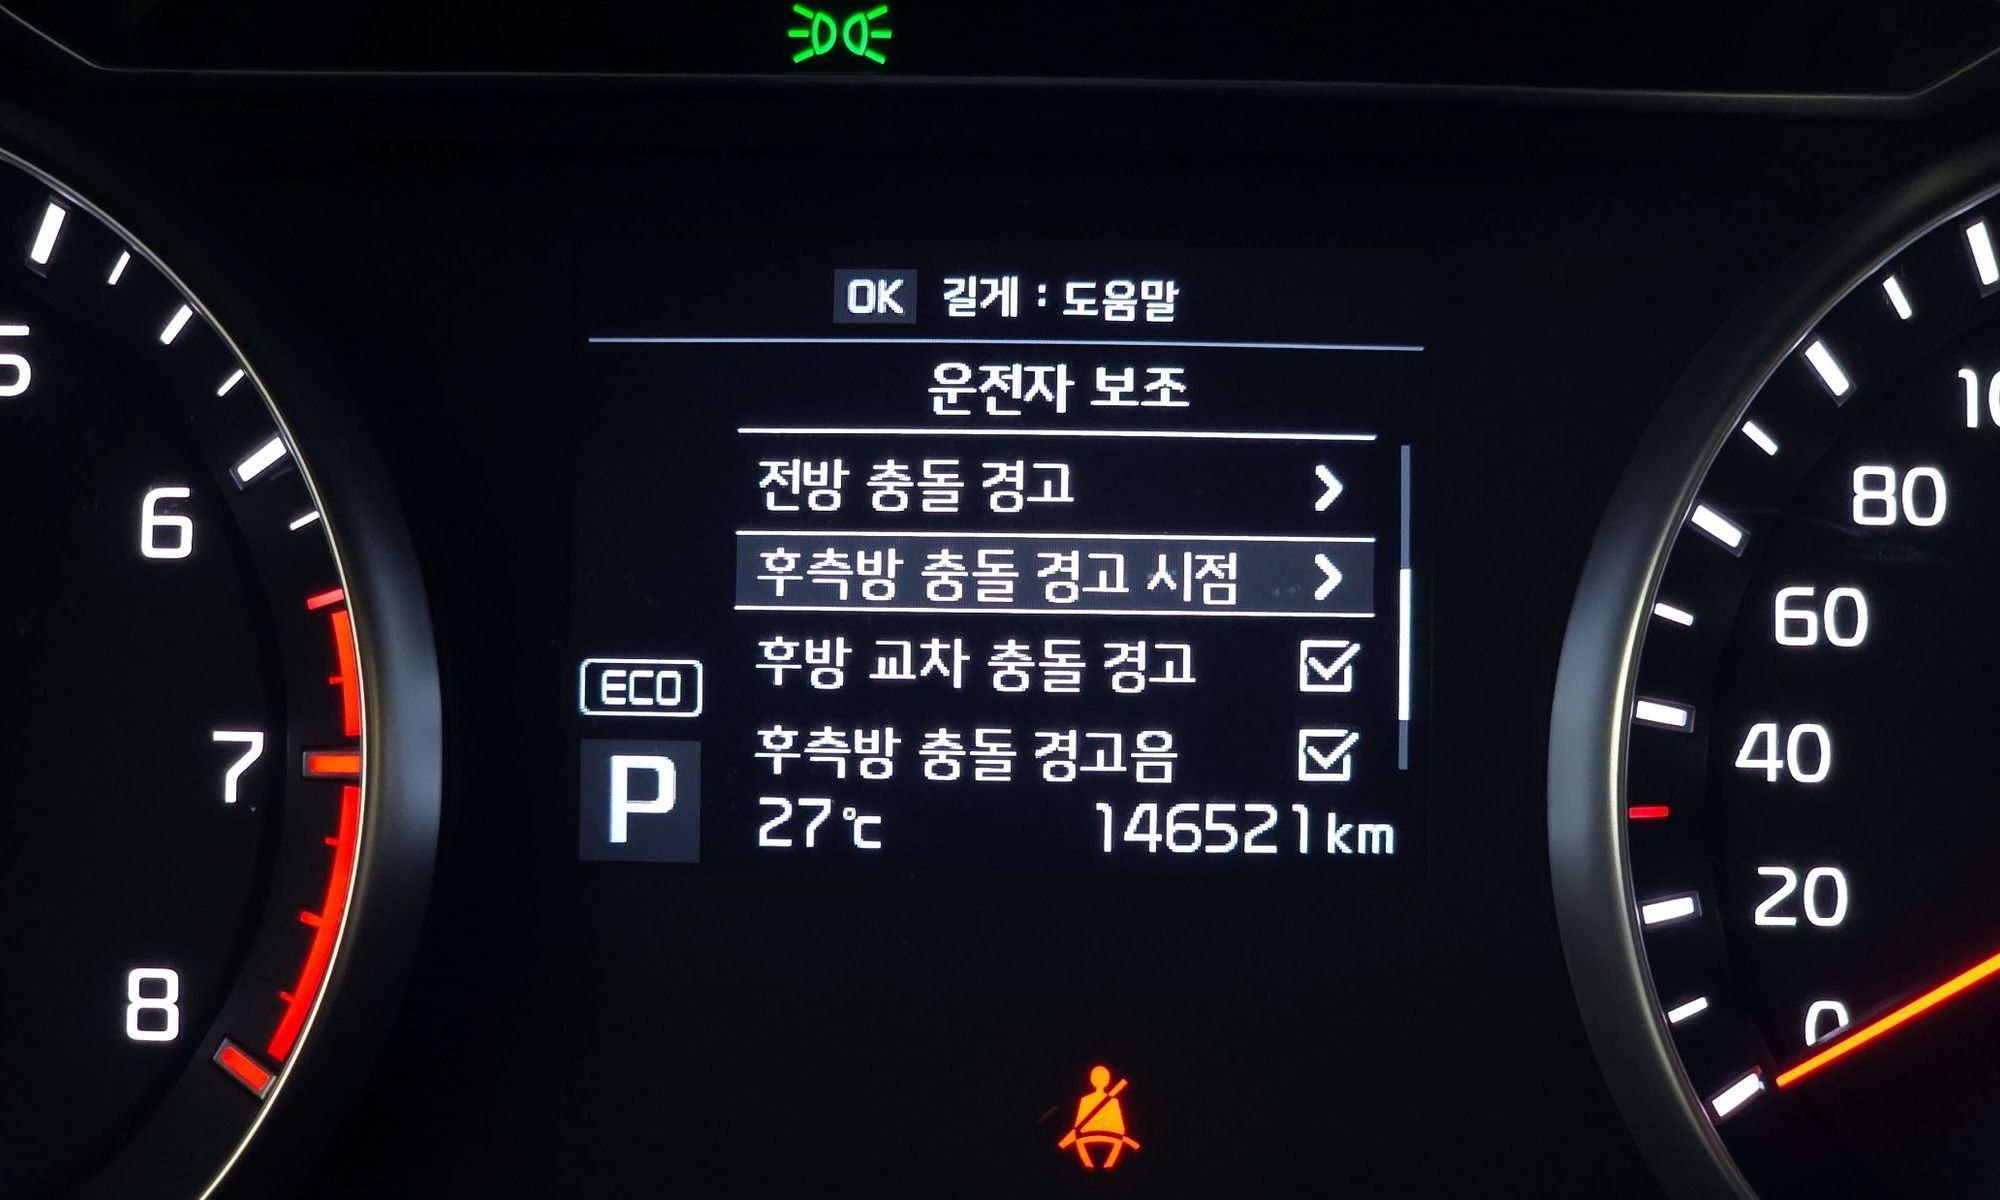 OK 길게 : 도움말
운전자 보조
전방 충돌 경고
후측방 충돌 경고 시점
후방 교차 충돌 경고
후측방 충돌 경고음
ECO
P
27℃ 146521km
5
6
7
8
80
60
40
20
0